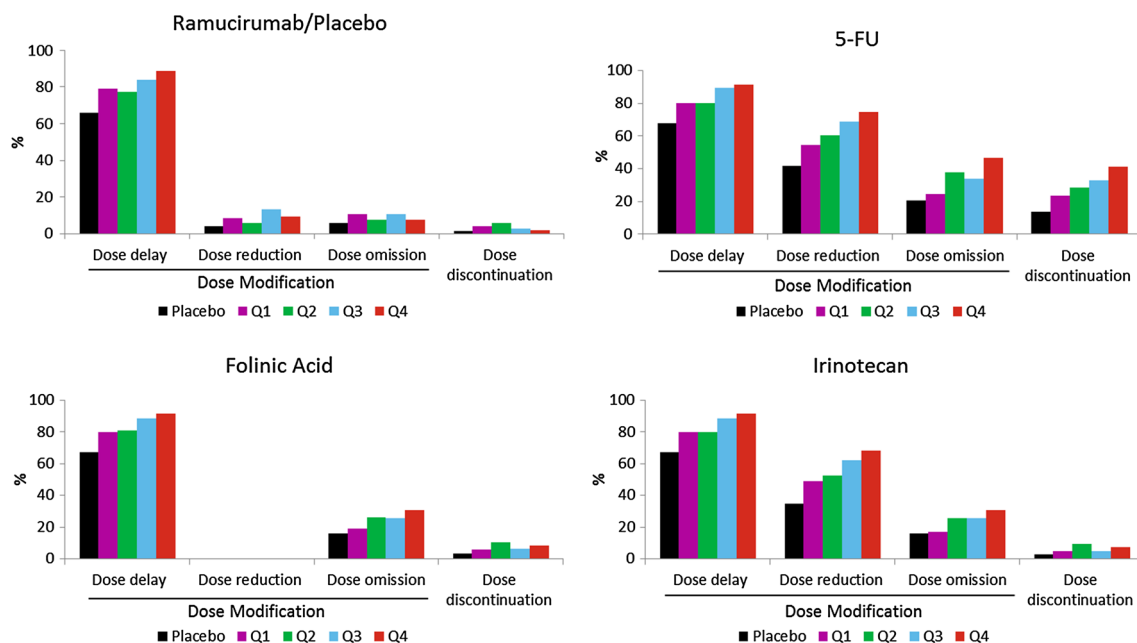 Ramucirumab/Placebo
100
80
60
40
20
0
%
Dose delay Dose reduction Dose omission Dose
discontinuation
Dose Modification
Placebo Q1 Q2 Q3 Q4
5-FU
100
80
60
40
20
0
%
Dose delay Dose reduction Dose omission Dose
discontinuation
Dose Modification
Placebo Q1 Q2 Q3 Q4
Folinic Acid
100
80
60
40
20
0
%
Dose delay Dose reduction Dose omission Dose
discontinuation
Dose Modification
Placebo Q1 Q2 Q3 Q4
Irinotecan
100
80
60
40
20
0
%
Dose delay Dose reduction Dose omission Dose
discontinuation
Dose Modification
Placebo Q1 Q2 Q3 Q4